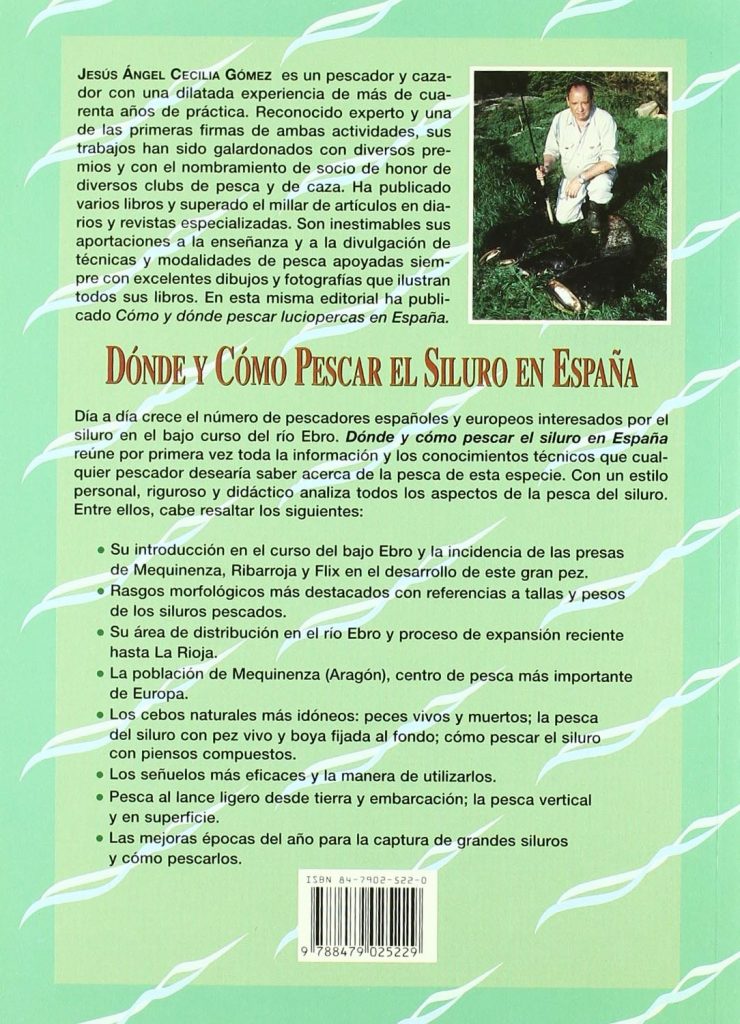 JESÚS ÁNGEL CECILIA GÓMEZ es un pescador y caza-
dor con una dilatada experiencia de más de cua-
renta años de práctica. Reconocido experto y una
de las primeras firmas de ambas actividades, sus
trabajos han sido galardonados con diversos pre-
mios y con el nombramiento de socio de honor de
diversos clubs de pesca y de caza. Ha publicado
varios libros y superado el millar de artículos en dia-
rios y revistas especializadas. Son inestimables sus
aportaciones a la enseñanza y a la divulgación de
técnicas y modalidades de pesca apoyadas siem-
pre con excelentes dibujos y fotografías que ilustran
todos sus libros. En esta misma editorial ha publi-
cado Cómo y dónde pescar luciopercas en España.
DÓNDE Y CÓMO PESCAR EL SILURO EN ESPAÑA
Día a día crece el número de pescadores españoles y europeos interesados por el
siluro en el bajo curso del río Ebro. Dónde y cómo pescar el siluro en España
reúne por primera vez toda la información y los conocimientos técnicos que cual-
quier pescador desearía saber acerca de la pesca de esta especie. Con un estilo
personal, riguroso y didáctico analiza todos los aspectos de la pesca del siluro.
Entre ellos, cabe resaltar los siguientes:
• Su introducción en el curso del bajo Ebro y la incidencia de las presas
de Mequinenza, Ribarroja y Flix en el desarrollo de este gran pez.
• Rasgos morfológicos más destacados con referencias a tallas y pesos
de los siluros pescados.
• Su área de distribución en el río Ebro y proceso de expansión reciente
hasta La Rioja.
• La población de Mequinenza (Aragón), centro de pesca más importante
de Europa.
• Los cebos naturales más idóneos: peces vivos y muertos; la pesca
del siluro con pez vivo y boya fijada al fondo; cómo pescar el siluro
con piensos compuestos.
• Los señuelos más eficaces y la manera de utilizarlos.
• Pesca al lance ligero desde tierra y embarcación; la pesca vertical
y en superficie.
• Las mejores épocas del año para la captura de grandes siluros
y cómo pescarlos.
ISBN 84-7902-522-0
9 788479 025229